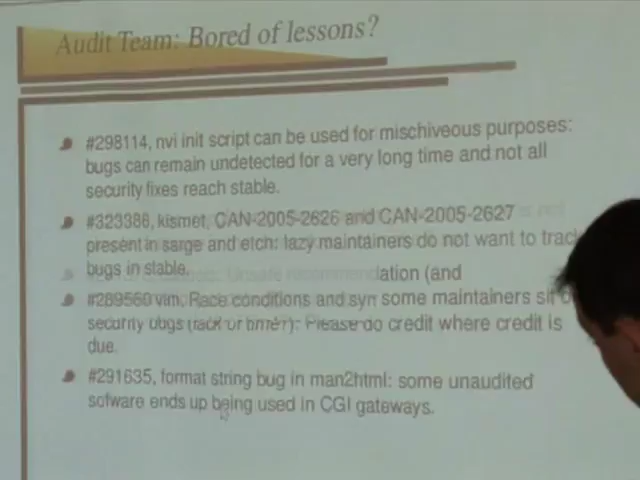 Audit Team: Bored of lessons?
#298114, nvi init script can be used for mischiveous purposes:
bugs can remain undetected for a very long time and not all
security fixes reach stable.
#323386, kismet, CAN-2005-2626 and CAN-2005-2627
present in sarge and etch: lazy maintainers do not want to track
bugs in stable.
ation (and
#289560 vim, Race conditions and sym some maintainers sit
security bugs (lack of time?): Please do credit where credit is
due.
#291635, format string bug in man2html: some unaudited
sofware ends up being used in CGI gateways.